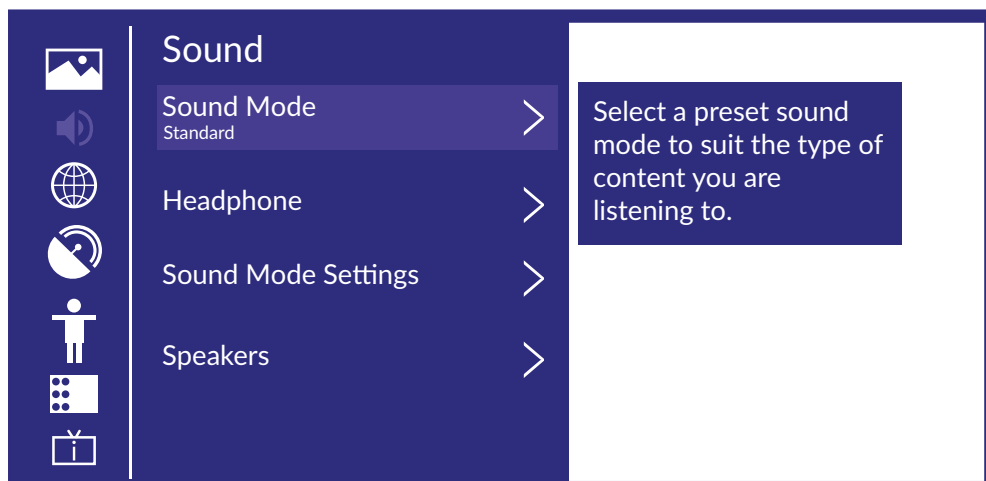 Sound
Sound Mode
Standard
Headphone
Sound Mode Settings
Speakers
Select a preset sound
mode to suit the type of
content you are
listening to.
i